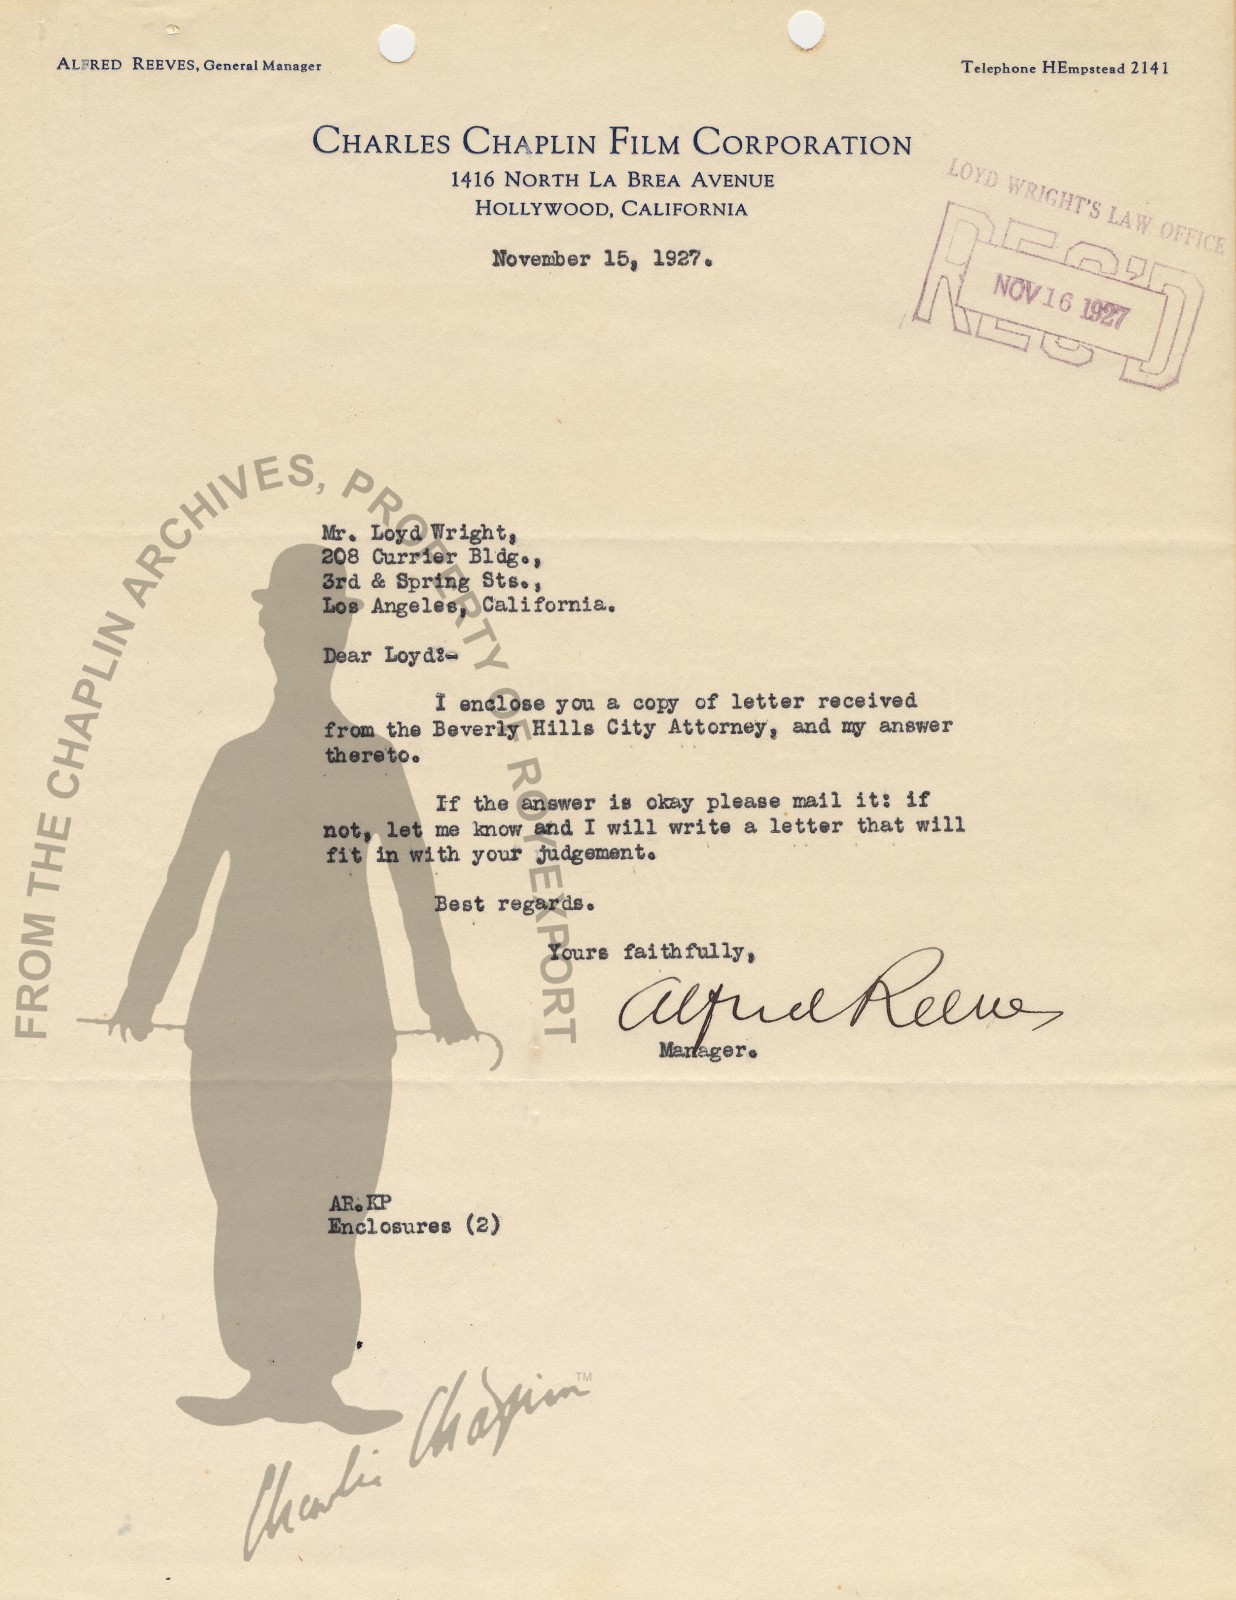 ALFRED REEVES, General Manager
Telephone HEmpstead 2141
CHARLES CHAPLIN FILM CORPORATION
1416 NORTH LA BREA AVENUE
HOLLYWOOD, CALIFORNIA
LOYD WRIGHT'S LAW OFFICE
REC'D
NOV 16 1927
November 15, 1927.
Mr. Loyd Wright,
208 Currier Bldg.,
3rd & Spring Sts.,
Los Angeles, California.
Dear Loyd:-
I enclose you a copy of letter received
from the Beverly Hills City Attorney, and my answer
thereto.
If the answer is okay please mail it: if
not, let me know and I will write a letter that will
fit in with your judgement.
Best regards.
Yours faithfully,
Alfred Reeves
Manager.
AR.KP
Enclosures (2)
FROM THE CHAPLIN ARCHIVES, PROPERTY OF ROY EXPORT
Charlie Chaplin™